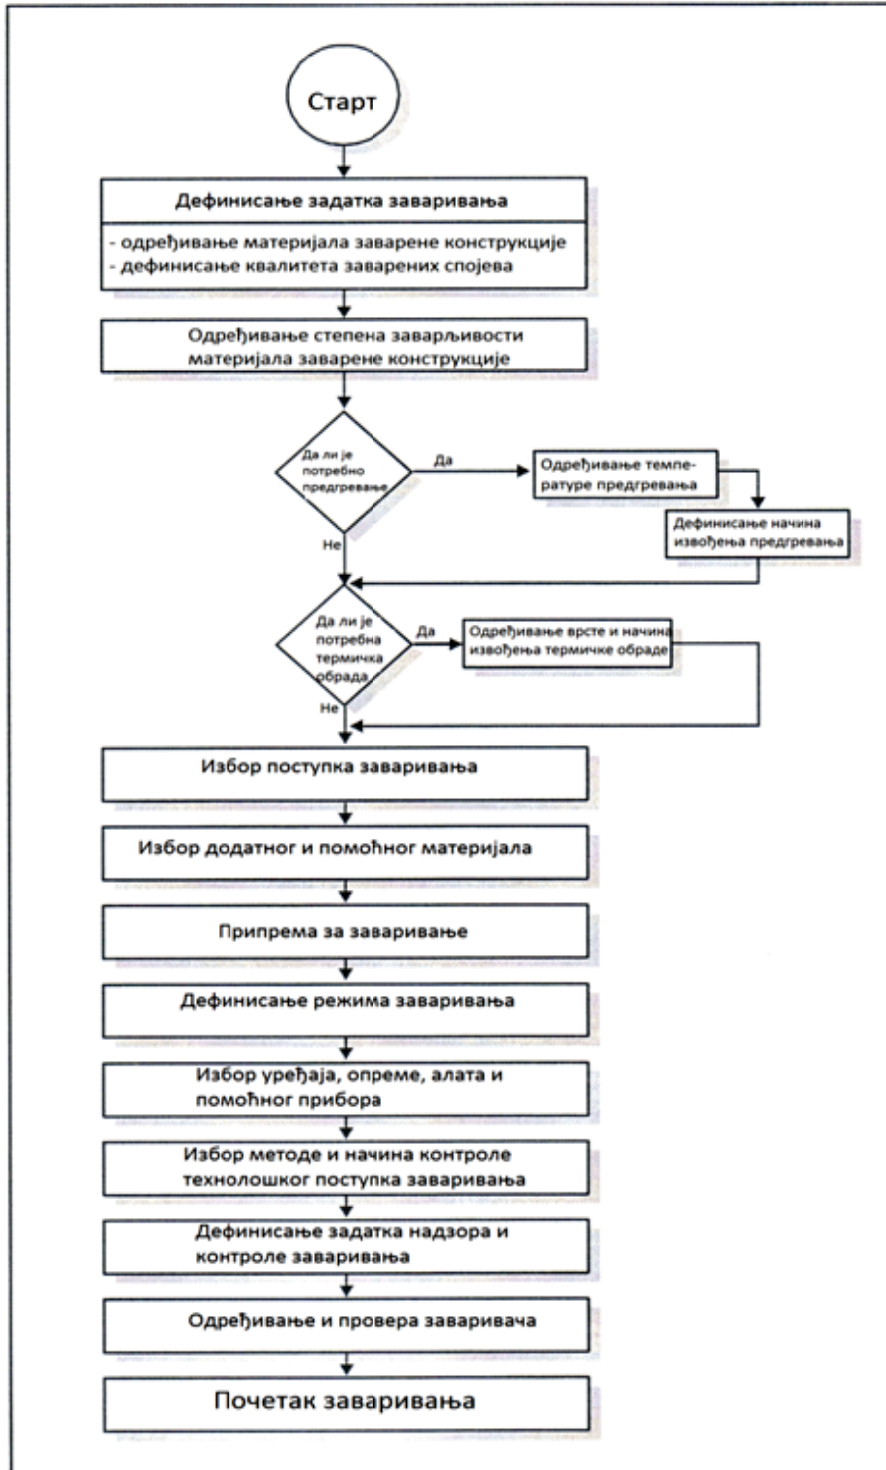 Старт
Дефинисање задатка заваривања
- одређивање материјала заварене конструкције
- дефинисање квалитета заварених спојева
Одређивање степена заварљивости
материјала заварене конструкције
Да ли је
потребно
предгревање
Да
Одређивање темпе-
ратуре предгревања
Дефинисање начина
извођења предгревања
Не
Да ли је
потребна
термичка
обрада
Да
Одређивање врсте и начина
извођења термичке обраде
Не
Избор поступка заваривања
Избор додатног и помоћног материјала
Припрема за заваривање
Дефинисање режима заваривања
Избор уређаја, опреме, алата и
помоћног прибора
Избор методе и начина контроле
технолошког поступка заваривања
Дефинисање задатка надзора и
контроле заваривања
Одређивање и провера заваривача
Почетак заваривања